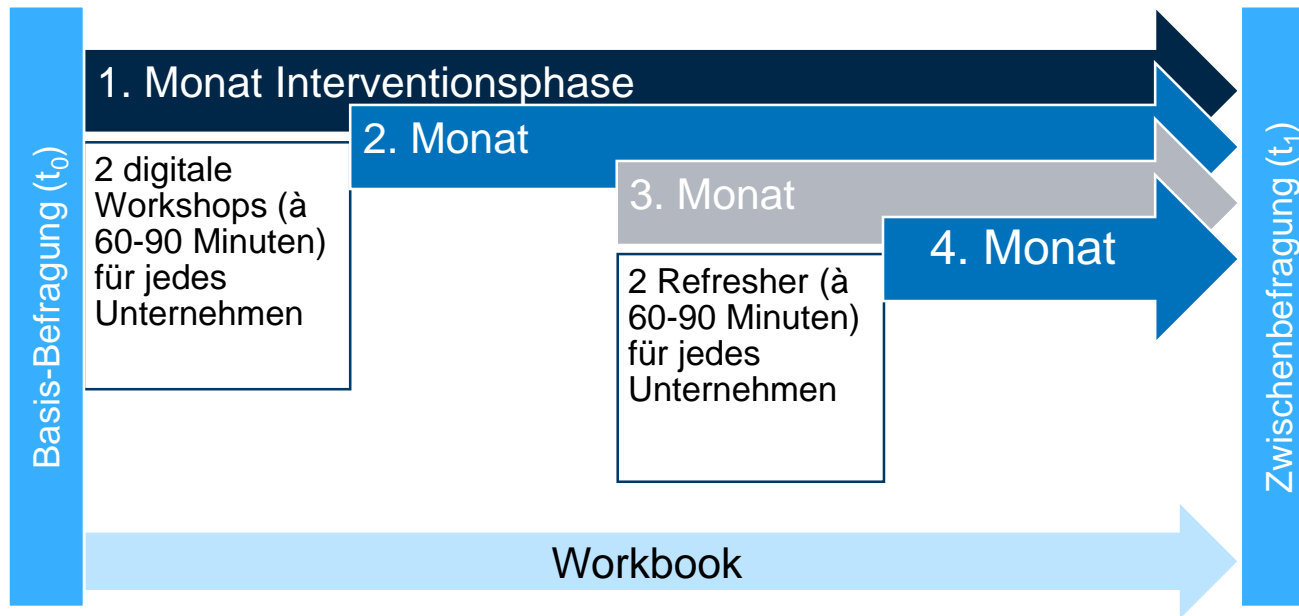 Basis-Befragung (t₀)
1. Monat Interventionsphase
2 digitale
Workshops (à
60-90 Minuten)
für jedes
Unternehmen
2. Monat
3. Monat
2 Refresher (à
60-90 Minuten)
für jedes
Unternehmen
4. Monat
Workbook
Zwischenbefragung (t₁)